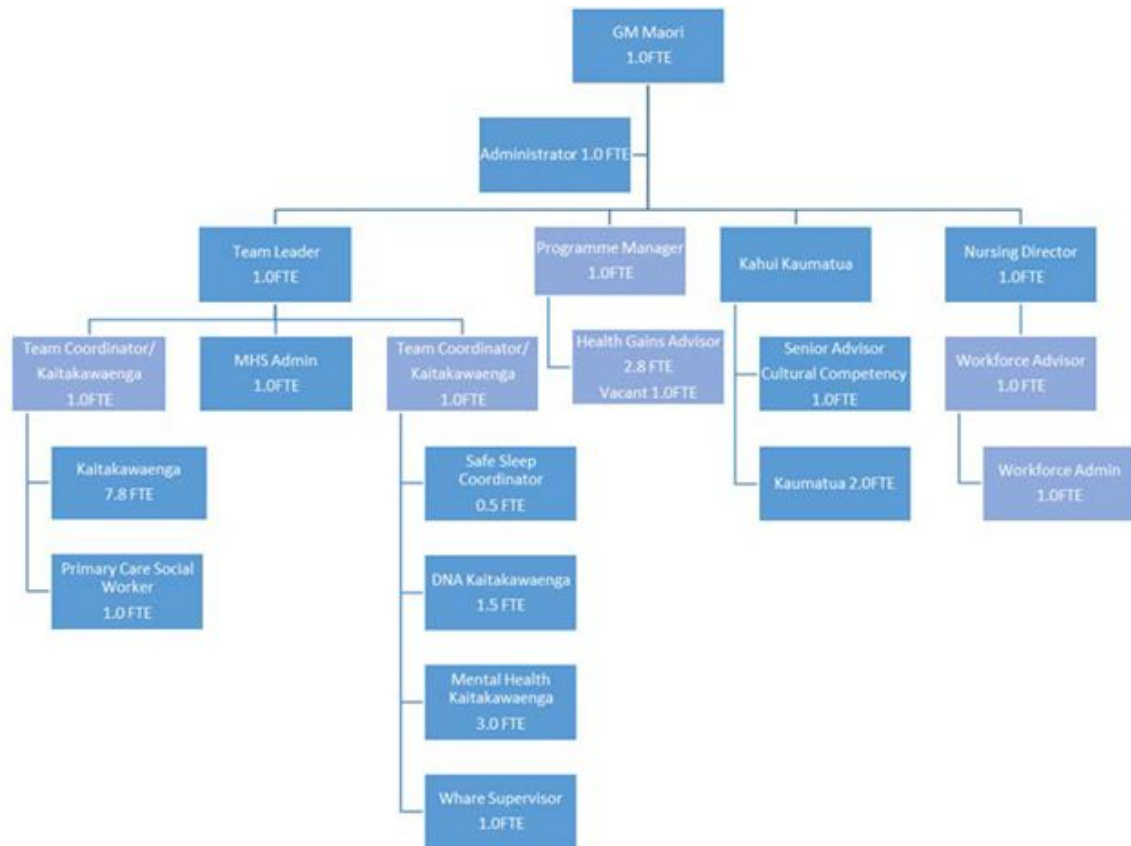 GM Maori
1.0FTE
Administrator 1.0 FTE
Team Leader
1.0FTE
Programme Manager
1.0FTE
Kahui Kaumatua
Nursing Director
1.0FTE
Team Coordinator/
Kaitakawaenga
1.0FTE
MHS Admin
1.0FTE
Team Coordinator/
Kaitakawaenga
1.0FTE
Health Gains Advisor
2.8 FTE
Vacant 1.0FTE
Senior Advisor
Cultural Competency
1.0FTE
Workforce Advisor
1.0 FTE
Kaitakawaenga
7.8 FTE
Safe Sleep
Coordinator
0.5 FTE
Kaumatua 2.0FTE
Workforce Admin
1.0FTE
Primary Care Social
Worker
1.0 FTE
DNA Kaitakawaenga
1.5 FTE
Mental Health
Kaitakawaenga
3.0 FTE
Whare Supervisor
1.0FTE